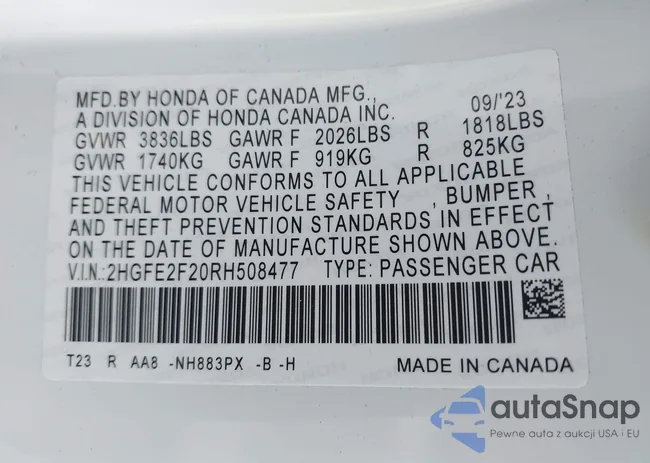 MFD.BY HONDA OF CANADA MFG., 09/'23
A DIVISION OF HONDA CANADA INC.
GVWR 3836LBS GAWR F 2026LBS R 1818LBS
GVWR 1740KG GAWR F 919KG R 825KG
THIS VEHICLE CONFORMS TO ALL APPLICABLE
FEDERAL MOTOR VEHICLE SAFETY , BUMPER ,
AND THEFT PREVENTION STANDARDS IN EFFECT
ON THE DATE OF MANUFACTURE SHOWN ABOVE.
V.I.N.:2HGFE2F20RH508477 TYPE: PASSENGER CAR
T23 R AA8 -NH883PX -B -H MADE IN CANADA
autaSnap
Pewne auta z aukcji USA i EU